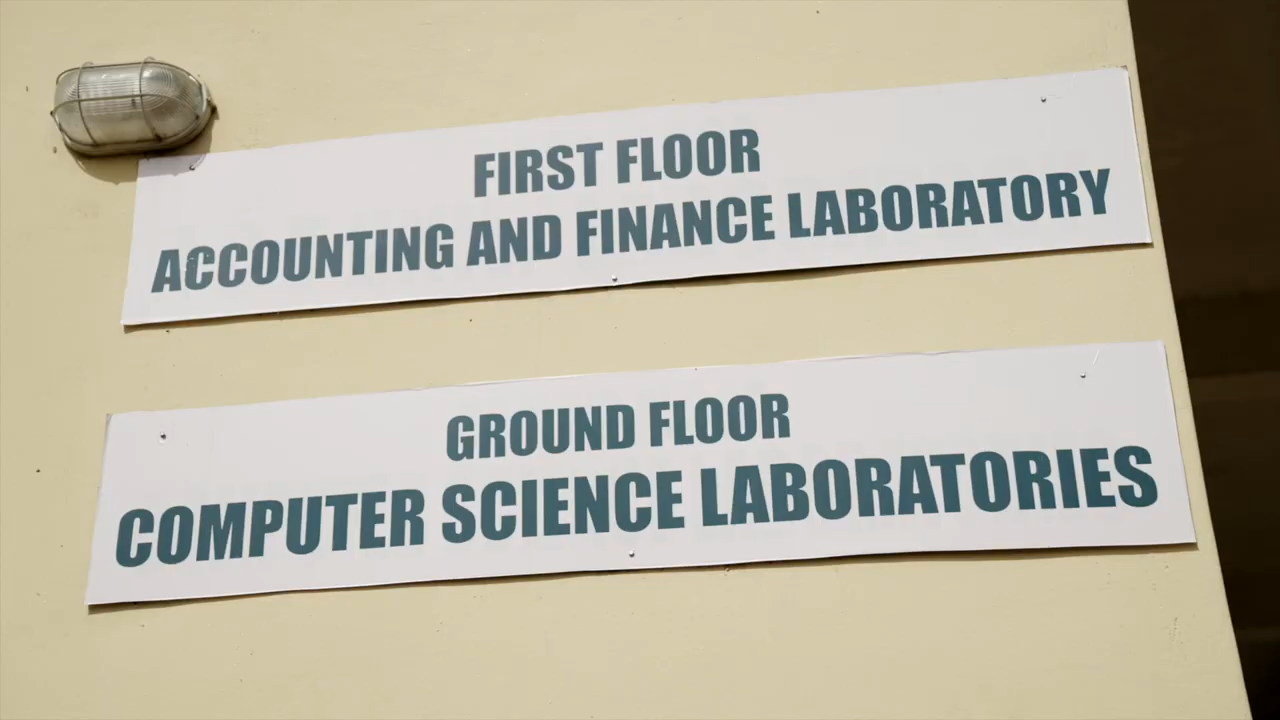 FIRST FLOOR
ACCOUNTING AND FINANCE LABORATORY
GROUND FLOOR
COMPUTER SCIENCE LABORATORIES